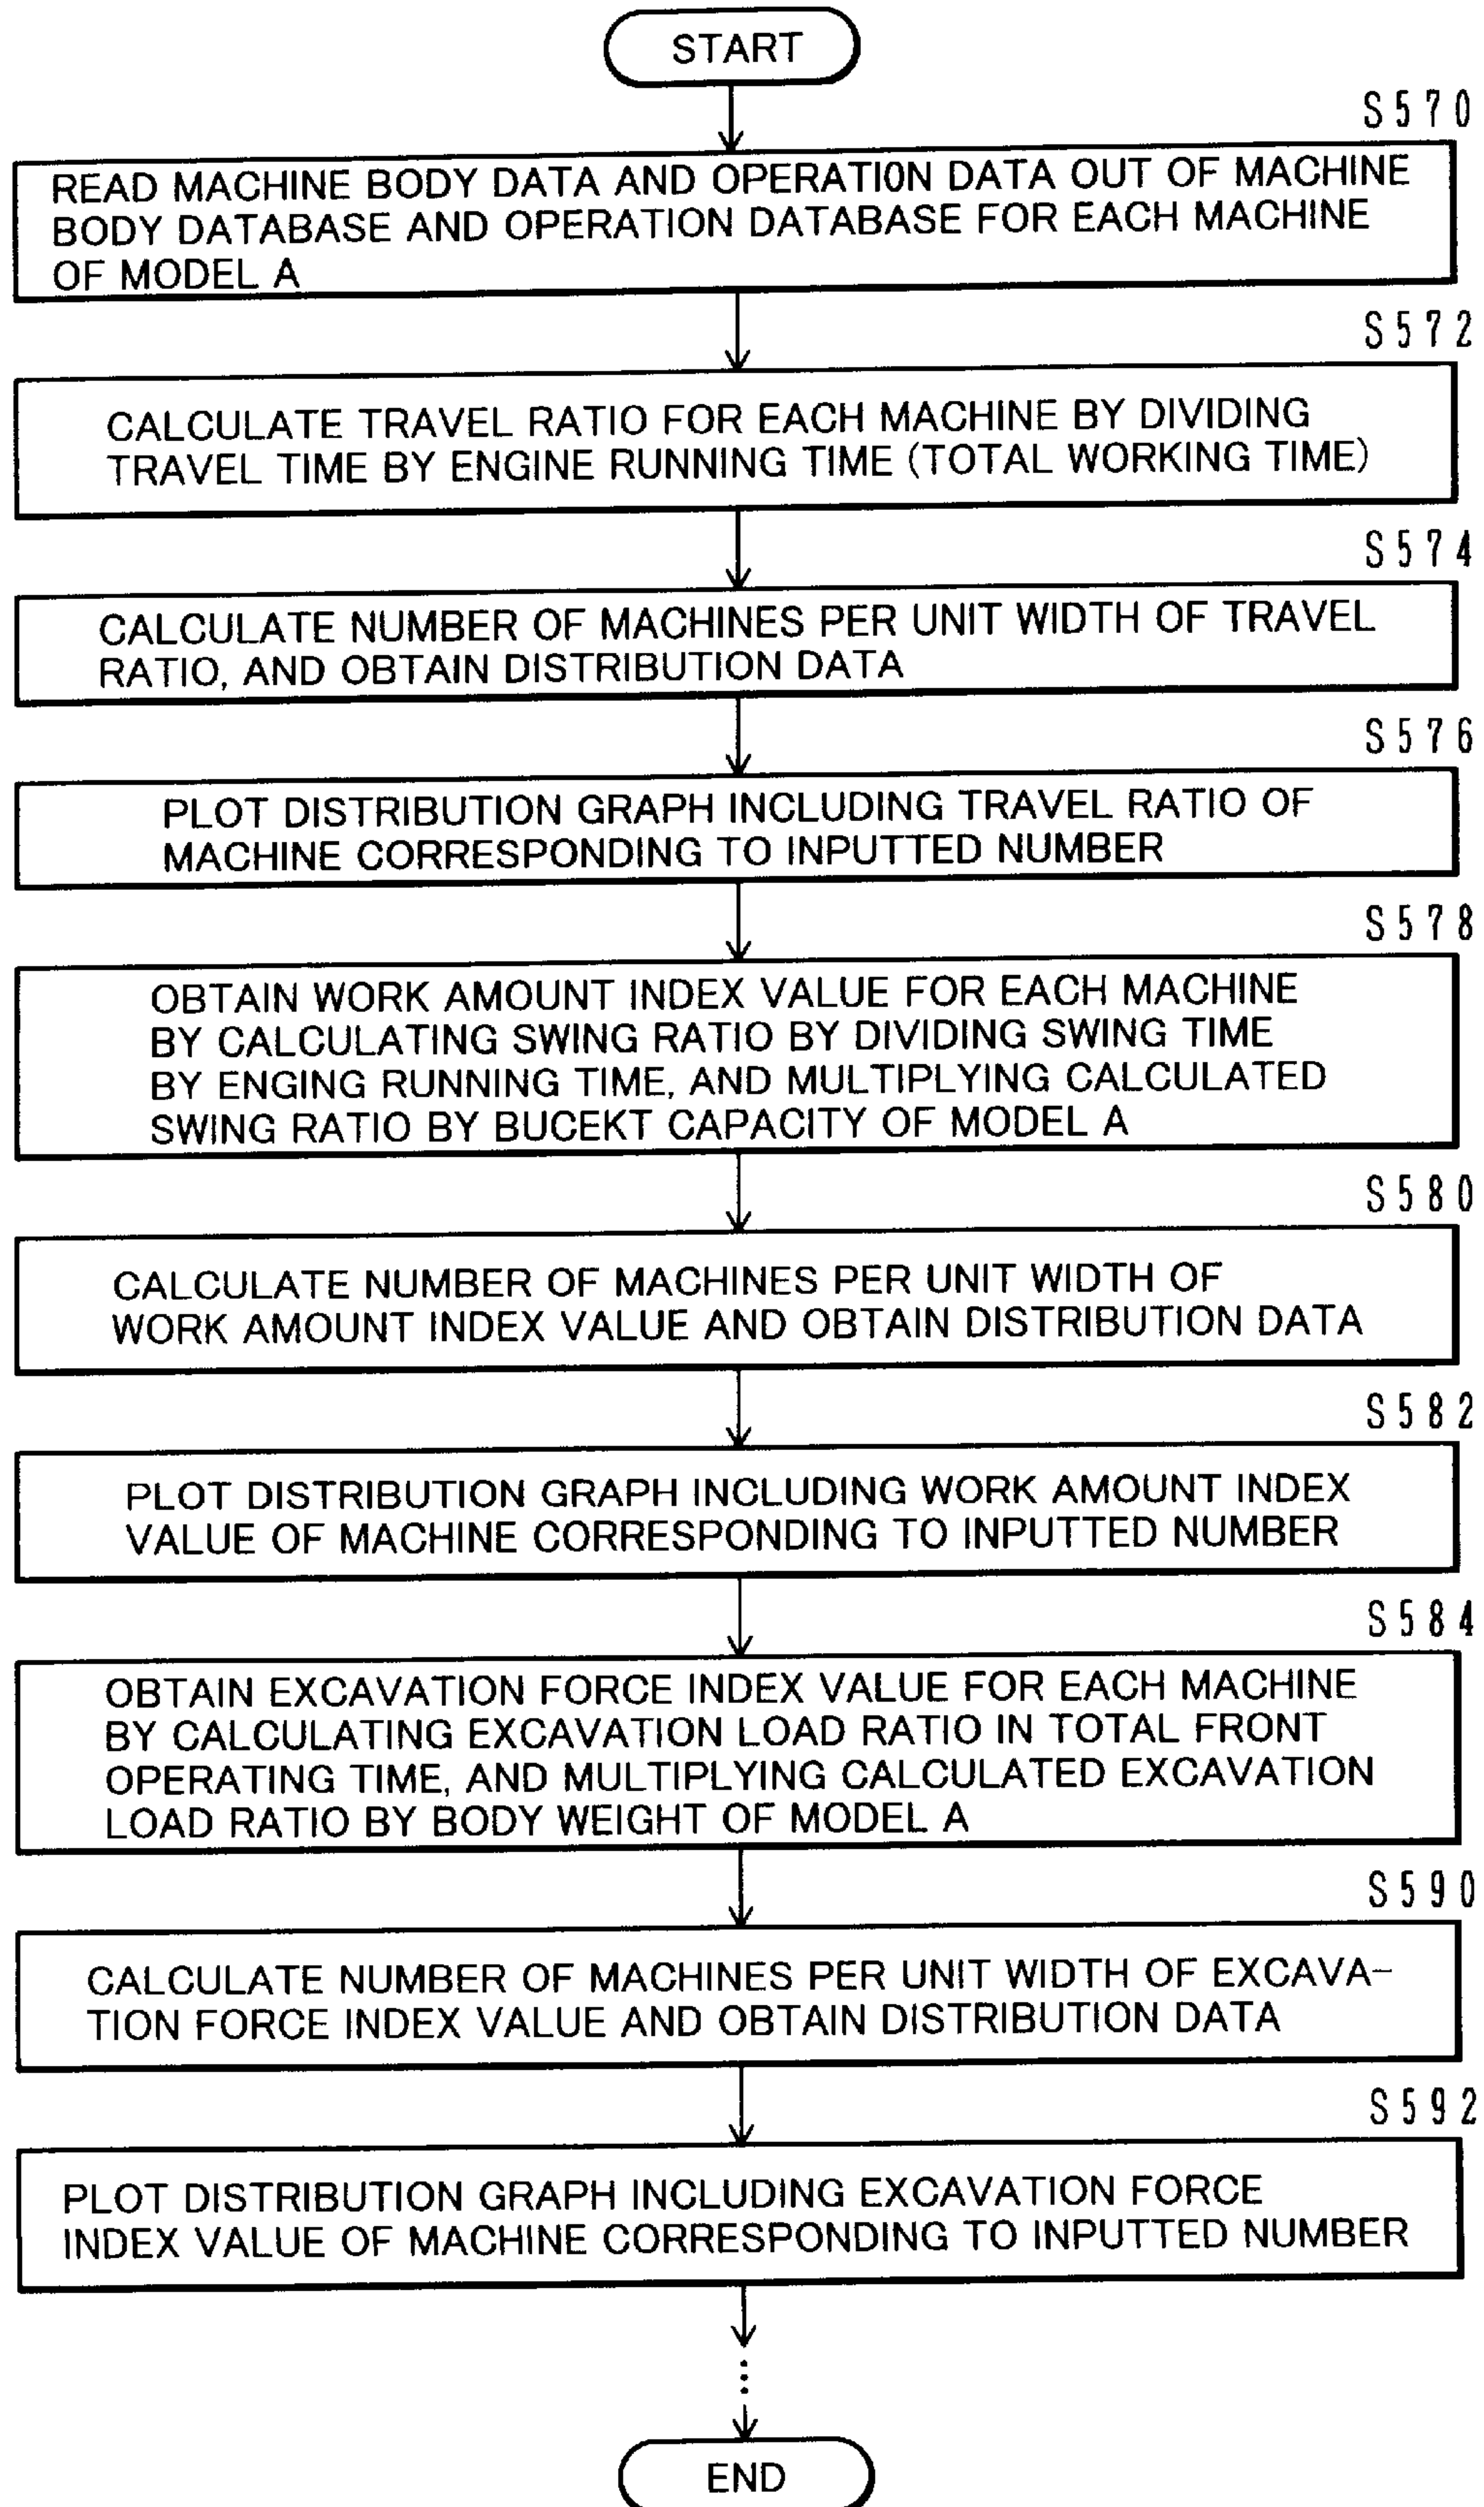 START
S570
READ MACHINE BODY DATA AND OPERATION DATA OUT OF MACHINE
BODY DATABASE AND OPERATION DATABASE FOR EACH MACHINE
OF MODEL A
S572
CALCULATE TRAVEL RATIO FOR EACH MACHINE BY DIVIDING
TRAVEL TIME BY ENGINE RUNNING TIME (TOTAL WORKING TIME)
S574
CALCULATE NUMBER OF MACHINES PER UNIT WIDTH OF TRAVEL
RATIO, AND OBTAIN DISTRIBUTION DATA
S576
PLOT DISTRIBUTION GRAPH INCLUDING TRAVEL RATIO OF
MACHINE CORRESPONDING TO INPUTTED NUMBER
S578
OBTAIN WORK AMOUNT INDEX VALUE FOR EACH MACHINE
BY CALCULATING SWING RATIO BY DIVIDING SWING TIME
BY ENGING RUNNING TIME, AND MULTIPLYING CALCULATED
SWING RATIO BY BUCEKT CAPACITY OF MODEL A
S580
CALCULATE NUMBER OF MACHINES PER UNIT WIDTH OF
WORK AMOUNT INDEX VALUE AND OBTAIN DISTRIBUTION DATA
S582
PLOT DISTRIBUTION GRAPH INCLUDING WORK AMOUNT INDEX
VALUE OF MACHINE CORRESPONDING TO INPUTTED NUMBER
S584
OBTAIN EXCAVATION FORCE INDEX VALUE FOR EACH MACHINE
BY CALCULATING EXCAVATION LOAD RATIO IN TOTAL FRONT
OPERATING TIME, AND MULTIPLYING CALCULATED EXCAVATION
LOAD RATIO BY BODY WEIGHT OF MODEL A
S590
CALCULATE NUMBER OF MACHINES PER UNIT WIDTH OF EXCAVA-
TION FORCE INDEX VALUE AND OBTAIN DISTRIBUTION DATA
S592
PLOT DISTRIBUTION GRAPH INCLUDING EXCAVATION FORCE
INDEX VALUE OF MACHINE CORRESPONDING TO INPUTTED NUMBER
END